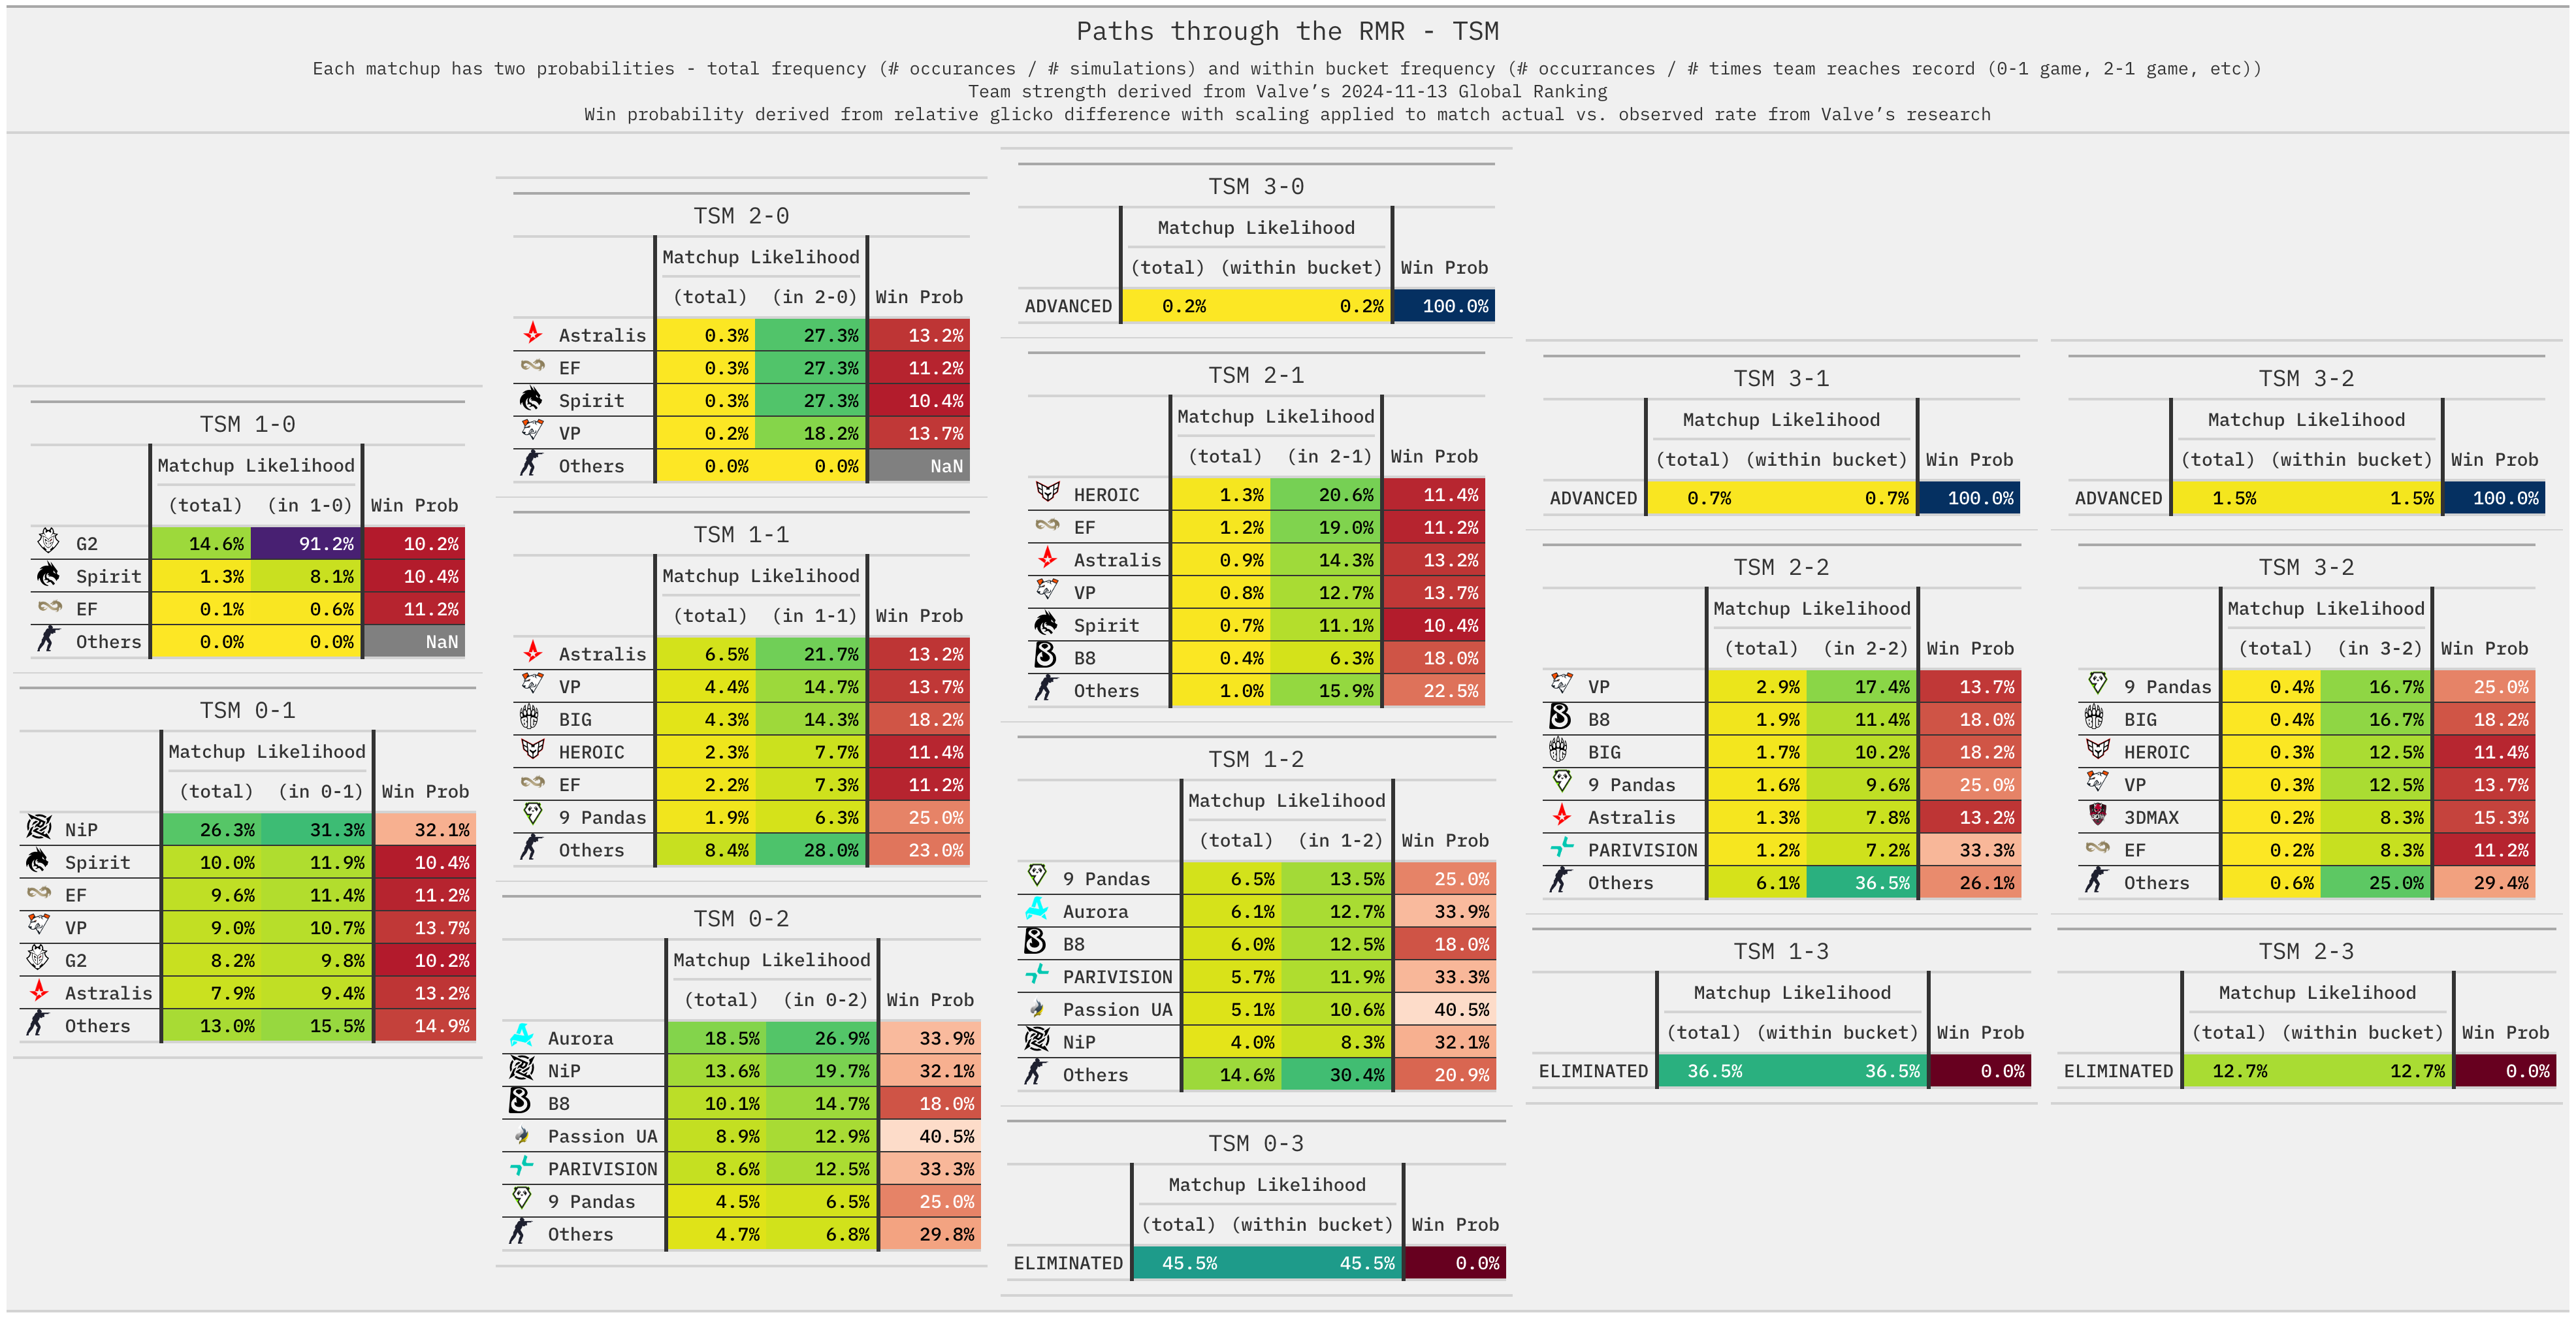 Paths through the RMR - TSM
Each matchup has two probabilities - total frequency (# occurances / # simulations) and within bucket frequency (# occurrances / # times team reaches record (0-1 game, 2-1 game, etc))
Team strength derived from Valve's 2024-11-13 Global Ranking
Win probability derived from relative glicko difference with scaling applied to match actual vs. observed rate from Valve's research
TSM 1-0
Matchup Likelihood
(total) (in 1-0) Win Prob
G2 14.6% 91.2% 10.2%
Spirit 1.3% 8.1% 10.4%
EF 0.1% 0.6% 11.2%
Others 0.0% 0.0% NaN
TSM 0-1
Matchup Likelihood
(total) (in 0-1) Win Prob
NiP 26.3% 31.3% 32.1%
Spirit 10.0% 11.9% 10.4%
EF 9.6% 11.4% 11.2%
VP 9.0% 10.7% 13.7%
G2 8.2% 9.8% 10.2%
Astralis 7.9% 9.4% 13.2%
Others 13.0% 15.5% 14.9%
TSM 2-0
Matchup Likelihood
(total) (in 2-0) Win Prob
Astralis 0.3% 27.3% 13.2%
EF 0.3% 27.3% 11.2%
Spirit 0.3% 27.3% 10.4%
VP 0.2% 18.2% 13.7%
Others 0.0% 0.0% NaN
TSM 1-1
Matchup Likelihood
(total) (in 1-1) Win Prob
Astralis 6.5% 21.7% 13.2%
VP 4.4% 14.7% 13.7%
BIG 4.3% 14.3% 18.2%
HEROIC 2.3% 7.7% 11.4%
EF 2.2% 7.3% 11.2%
9 Pandas 1.9% 6.3% 25.0%
Others 8.4% 28.0% 23.0%
TSM 0-2
Matchup Likelihood
(total) (in 0-2) Win Prob
Aurora 18.5% 26.9% 33.9%
NiP 13.6% 19.7% 32.1%
B8 10.1% 14.7% 18.0%
Passion UA 8.9% 12.9% 40.5%
PARIVISION 8.6% 12.5% 33.3%
9 Pandas 4.5% 6.5% 25.0%
Others 4.7% 6.8% 29.8%
TSM 3-0
Matchup Likelihood
(total) (within bucket) Win Prob
ADVANCED 0.2% 0.2% 100.0%
TSM 2-1
Matchup Likelihood
(total) (in 2-1) Win Prob
HEROIC 1.3% 20.6% 11.4%
EF 1.2% 19.0% 11.2%
Astralis 0.9% 14.3% 13.2%
VP 0.8% 12.7% 13.7%
Spirit 0.7% 11.1% 10.4%
B8 0.4% 6.3% 18.0%
Others 1.0% 15.9% 22.5%
TSM 1-2
Matchup Likelihood
(total) (in 1-2) Win Prob
9 Pandas 6.5% 13.5% 25.0%
Aurora 6.1% 12.7% 33.9%
B8 6.0% 12.5% 18.0%
PARIVISION 5.7% 11.9% 33.3%
Passion UA 5.1% 10.6% 40.5%
NiP 4.0% 8.3% 32.1%
Others 14.6% 30.4% 20.9%
TSM 0-3
Matchup Likelihood
(total) (within bucket) Win Prob
ELIMINATED 45.5% 45.5% 0.0%
TSM 3-1
Matchup Likelihood
(total) (within bucket) Win Prob
ADVANCED 0.7% 0.7% 100.0%
TSM 2-2
Matchup Likelihood
(total) (in 2-2) Win Prob
VP 2.9% 17.4% 13.7%
B8 1.9% 11.4% 18.0%
BIG 1.7% 10.2% 18.2%
9 Pandas 1.6% 9.6% 25.0%
Astralis 1.3% 7.8% 13.2%
PARIVISION 1.2% 7.2% 33.3%
Others 6.1% 36.5% 26.1%
TSM 1-3
Matchup Likelihood
(total) (within bucket) Win Prob
ELIMINATED 36.5% 36.5% 0.0%
TSM 3-2
Matchup Likelihood
(total) (within bucket) Win Prob
ADVANCED 1.5% 1.5% 100.0%
TSM 3-2
Matchup Likelihood
(total) (in 3-2) Win Prob
9 Pandas 0.4% 16.7% 25.0%
BIG 0.4% 16.7% 18.2%
HEROIC 0.3% 12.5% 11.4%
VP 0.3% 12.5% 13.7%
3DMAX 0.2% 8.3% 15.3%
EF 0.2% 8.3% 11.2%
Others 0.6% 25.0% 29.4%
TSM 2-3
Matchup Likelihood
(total) (within bucket) Win Prob
ELIMINATED 12.7% 12.7% 0.0%